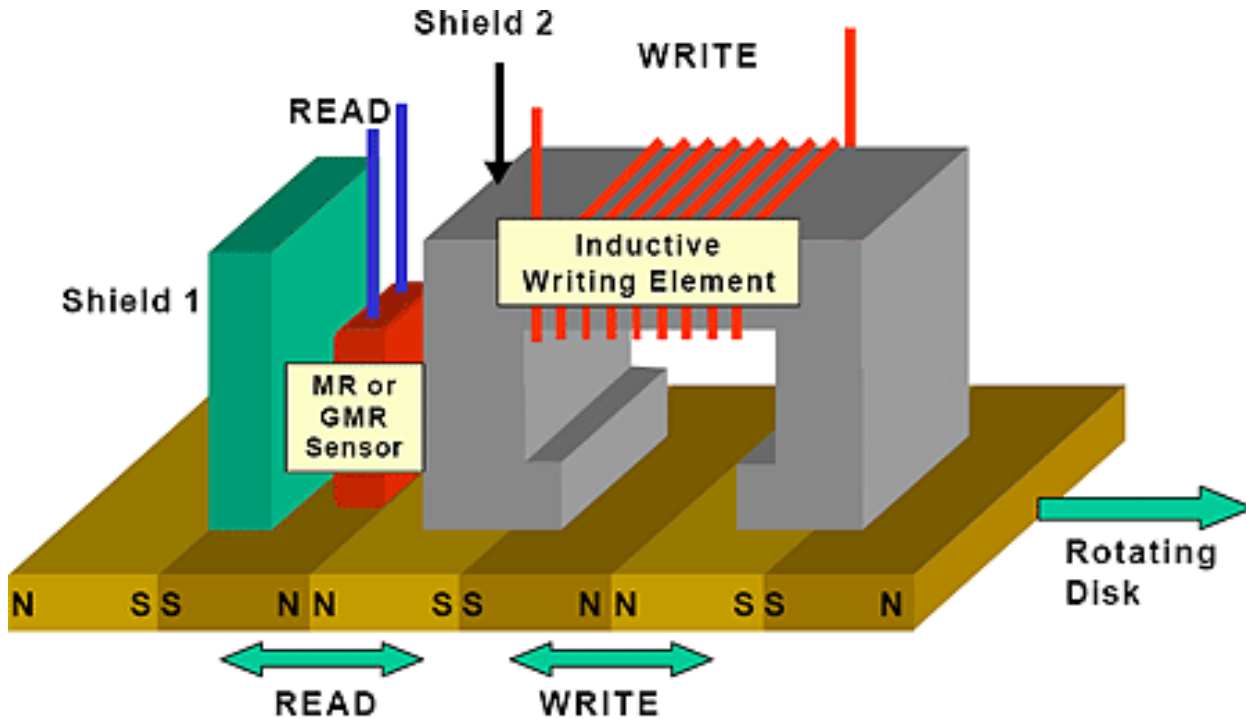 Shield 2
WRITE
READ
Inductive
Writing Element
Shield 1
MR or
GMR
Sensor
Rotating
Disk
N S S N N S S N N S S N
READ WRITE